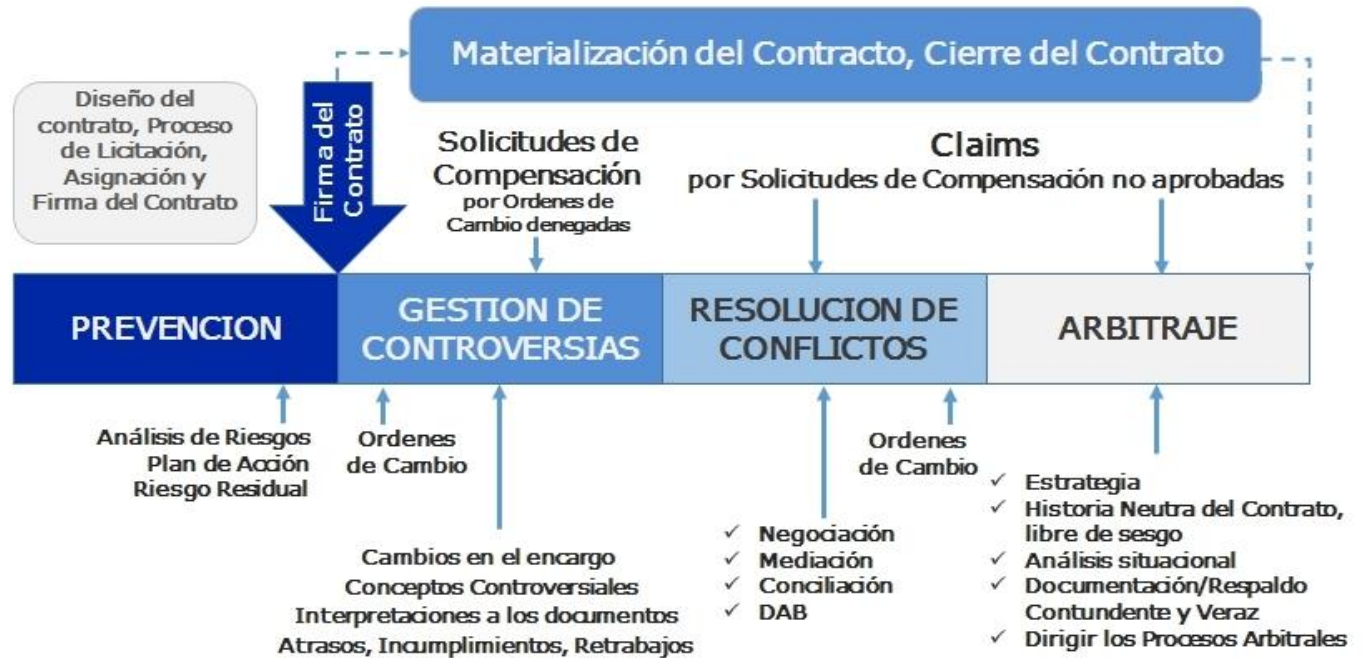 Materialización del Contracto, Cierre del Contrato
Diseño del
contrato, Proceso
de Licitación,
Asignación y
Firma del Contrato
Firma del
Contrato
Solicitudes de
Compensación
por Ordenes de
Cambio denegadas
Claims
por Solicitudes de Compensación no aprobadas
PREVENCION
GESTION DE
CONTROVERSIAS
RESOLUCION DE
CONFLICTOS
ARBITRAJE
Análisis de Riesgos
Plan de Acción
Riesgo Residual
Ordenes
de Cambio
Cambios en el encargo
Conceptos Controversiales
Interpretaciones a los documentos
Atrasos, Incumplimientos, Retrabajos
✓ Negociación
✓ Mediación
✓ Conciliación
✓ DAB
Ordenes
de Cambio
✓ Estrategia
✓ Historia Neutra del Contrato,
libre de sesgo
✓ Análisis situacional
✓ Documentación/Respaldo
Contundente y Veraz
✓ Dirigir los Procesos Arbitrales